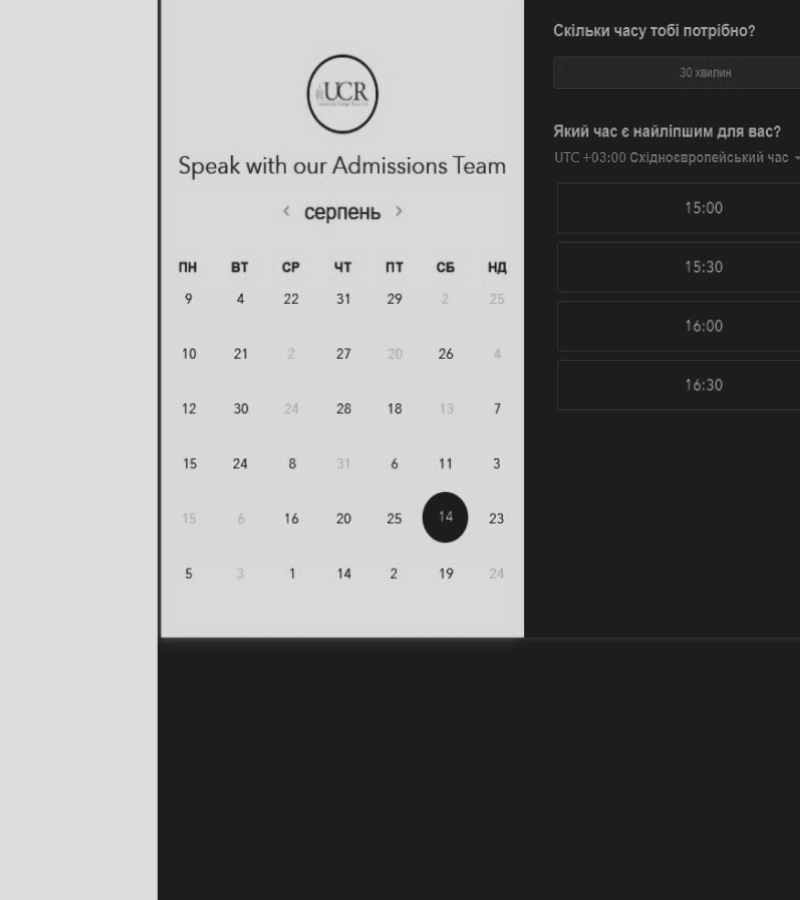 UCR
Speak with our Admissions Team
‹ серпень ›
ПН ВТ СР ЧТ ПТ СБ НД
9 4 22 31 29 2 25
10 21 2 27 20 26 4
12 30 24 28 18 13 7
15 24 8 31 6 11 3
15 6 16 20 25 14 23
5 3 1 14 2 19 24
Скільки часу тобі потрібно?
30 хвилин
Який час є найліпшим для вас?
UTC +03:00 Східноєвропейський час
15:00
15:30
16:00
16:30